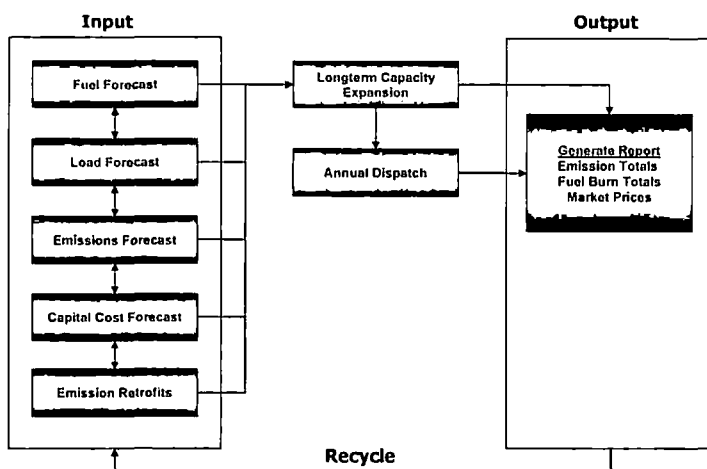 Input
Output
Fuel Forecast
Load Forecast
Emissions Forecast
Capital Cost Forecast
Emission Retrofits
Longterm Capacity
Expansion
Annual Dispatch
Generate Report
Emission Totals
Fuel Burn Totals
Market Prices
Recycle